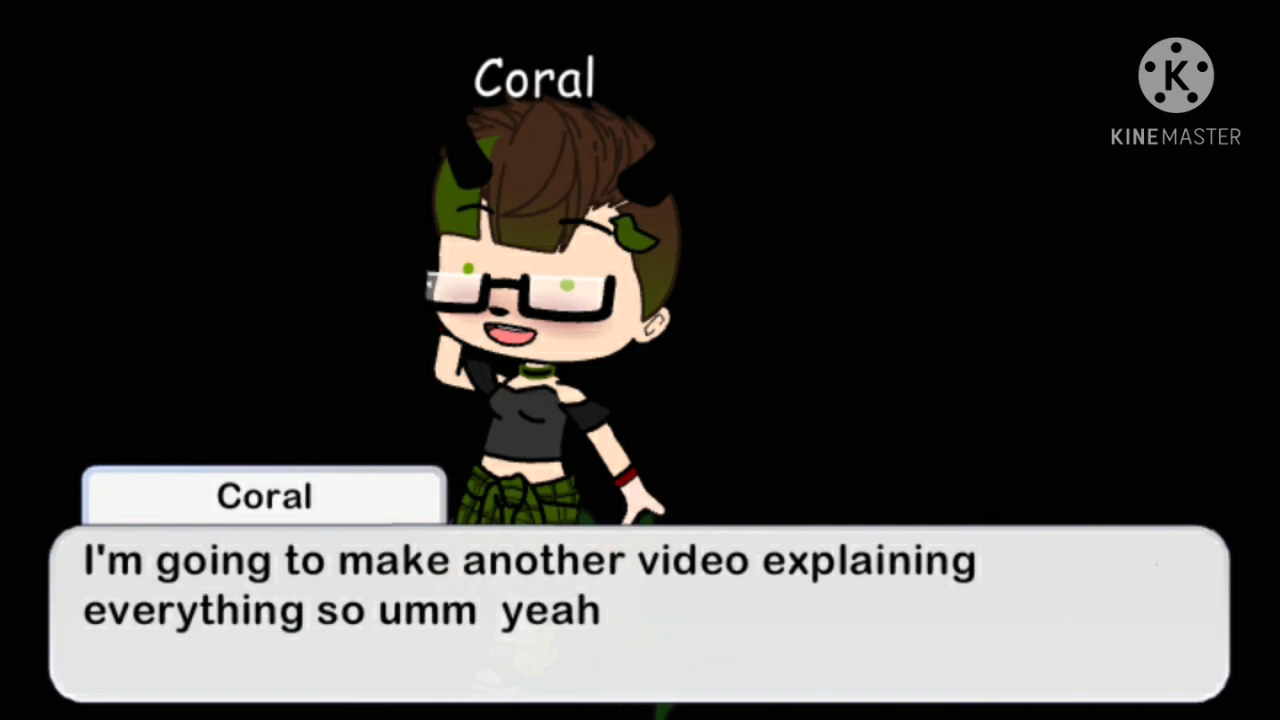 Coral
K
KINEMASTER
Coral
I'm going to make another video explaining
everything so umm yeah